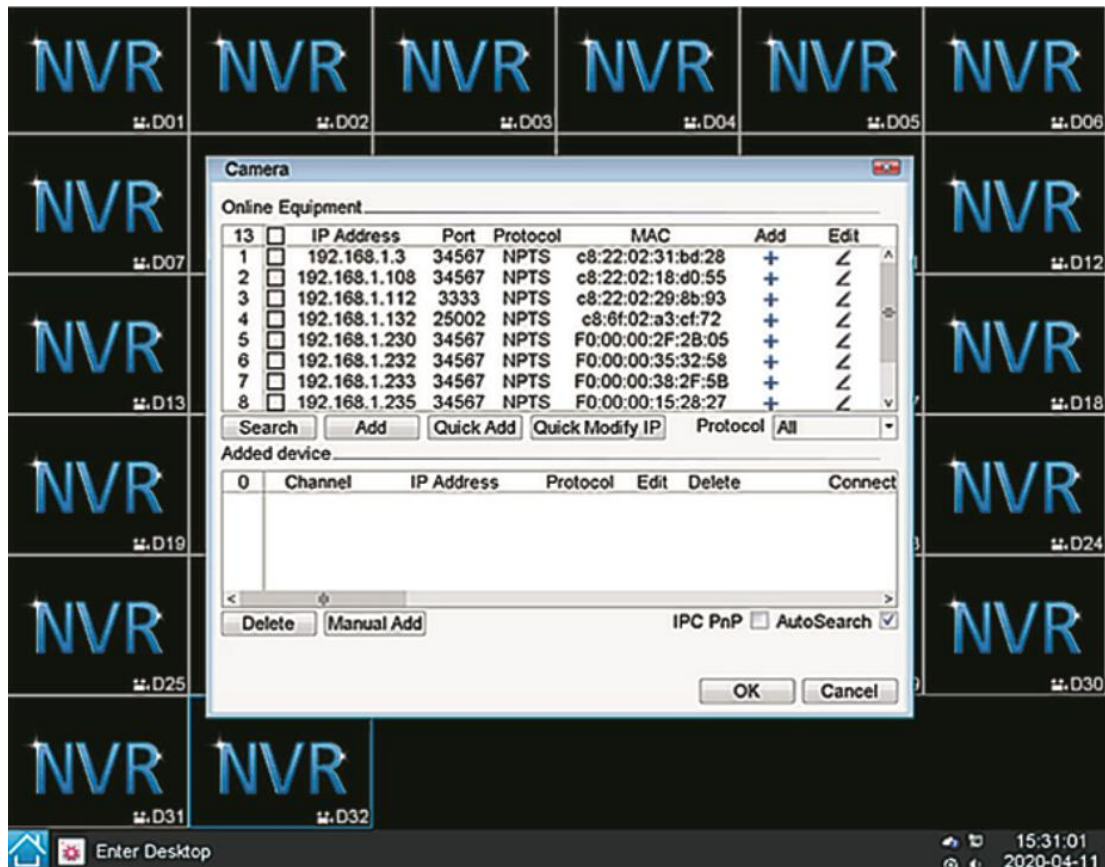 NVR NVR NVR NVR NVR NVR
D01 D02 D03 D04 D05 D06
Camera
Online Equipment
13 IP Address Port Protocol MAC Add Edit
1 192.168.1.3 34567 NPTS c8:22:02:31:bd:28
2 192.168.1.108 34567 NPTS c8:22:02:18:d0:55
3 192.168.1.112 3333 NPTS c8:22:02:29:8b:93
4 192.168.1.132 25002 NPTS c8:6f:02:a3:cf:72
5 192.168.1.230 34567 NPTS F0:00:00:2F:2B:05
6 192.168.1.232 34567 NPTS F0:00:00:35:32:58
7 192.168.1.233 34567 NPTS F0:00:00:38:2F:5B
8 192.168.1.235 34567 NPTS F0:00:00:15:28:27
Search Add Quick Add Quick Modify IP Protocol All
Added device
0 Channel IP Address Protocol Edit Delete Connect
Delete Manual Add IPC PnP AutoSearch
OK Cancel
NVR NVR
D07 D12
NVR NVR
D13 D18
NVR NVR
D19 D24
NVR NVR
D25 D30
NVR NVR
D31 D32
Enter Desktop 15:31:01
2020-04-11